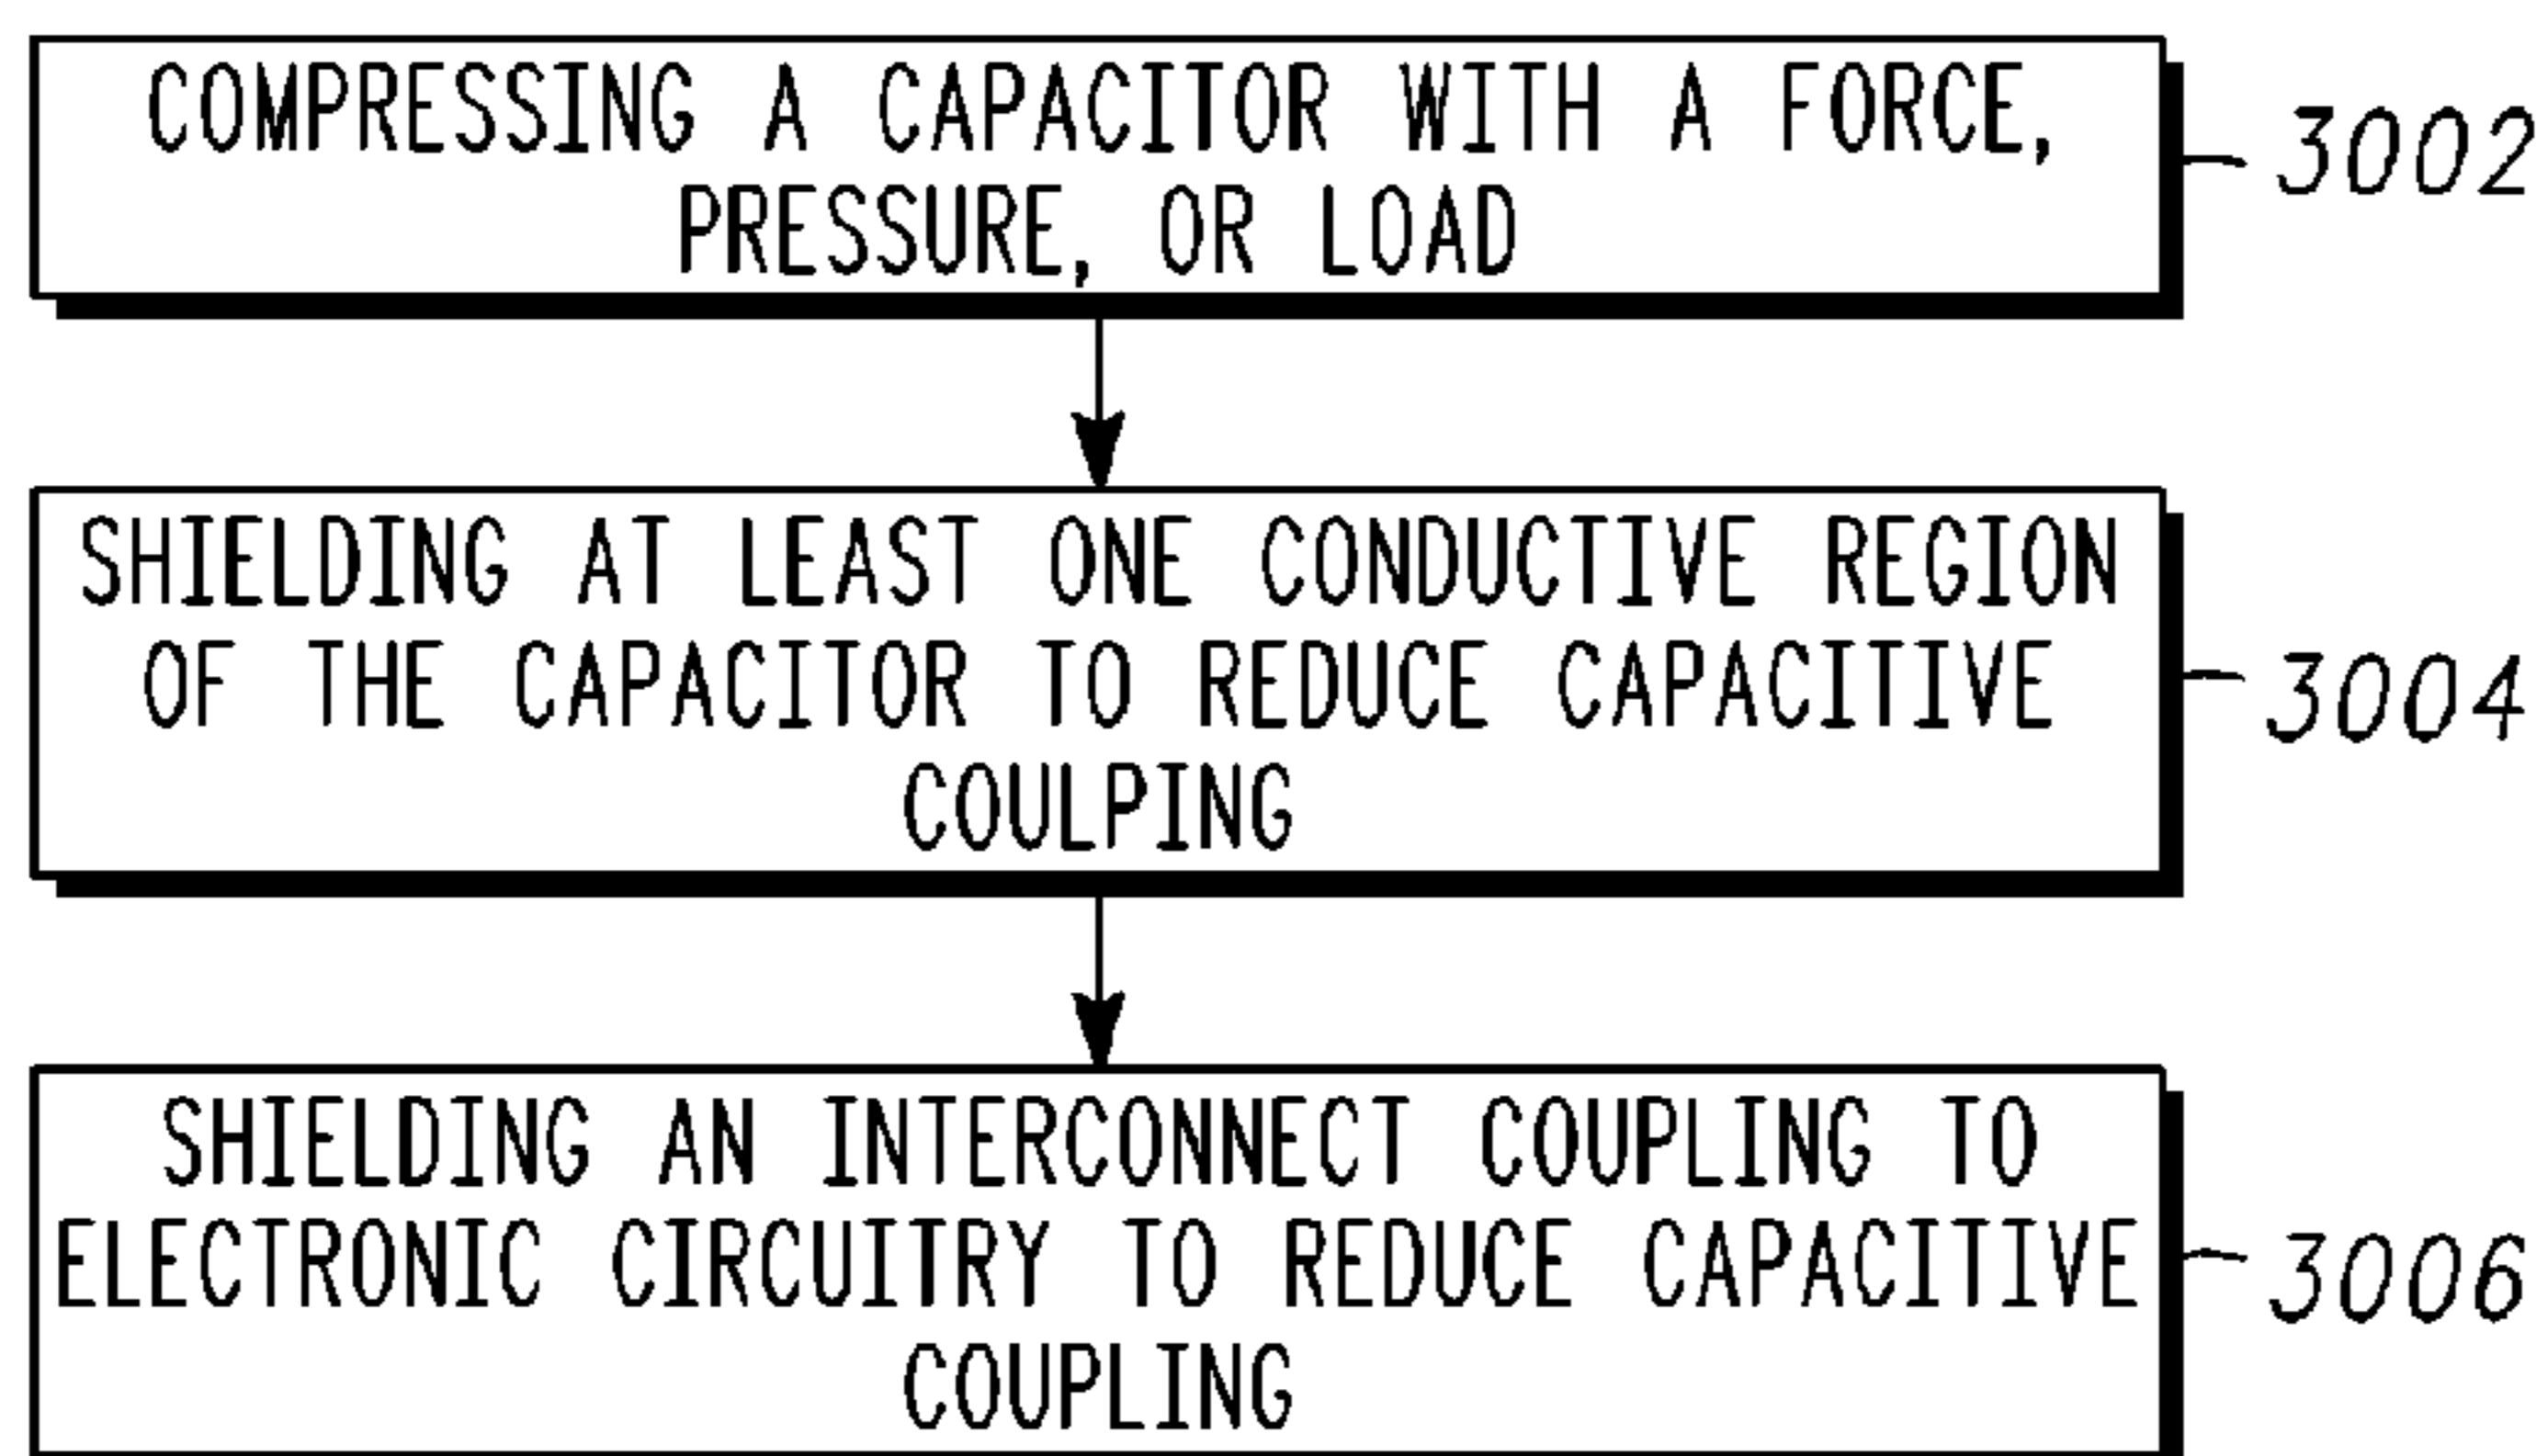 COMPRESSING A CAPACITOR WITH A FORCE,
PRESSURE, OR LOAD
3002
SHIELDING AT LEAST ONE CONDUCTIVE REGION
OF THE CAPACITOR TO REDUCE CAPACITIVE
COULPING
3004
SHIELDING AN INTERCONNECT COUPLING TO
ELECTRONIC CIRCUITRY TO REDUCE CAPACITIVE
COUPLING
3006